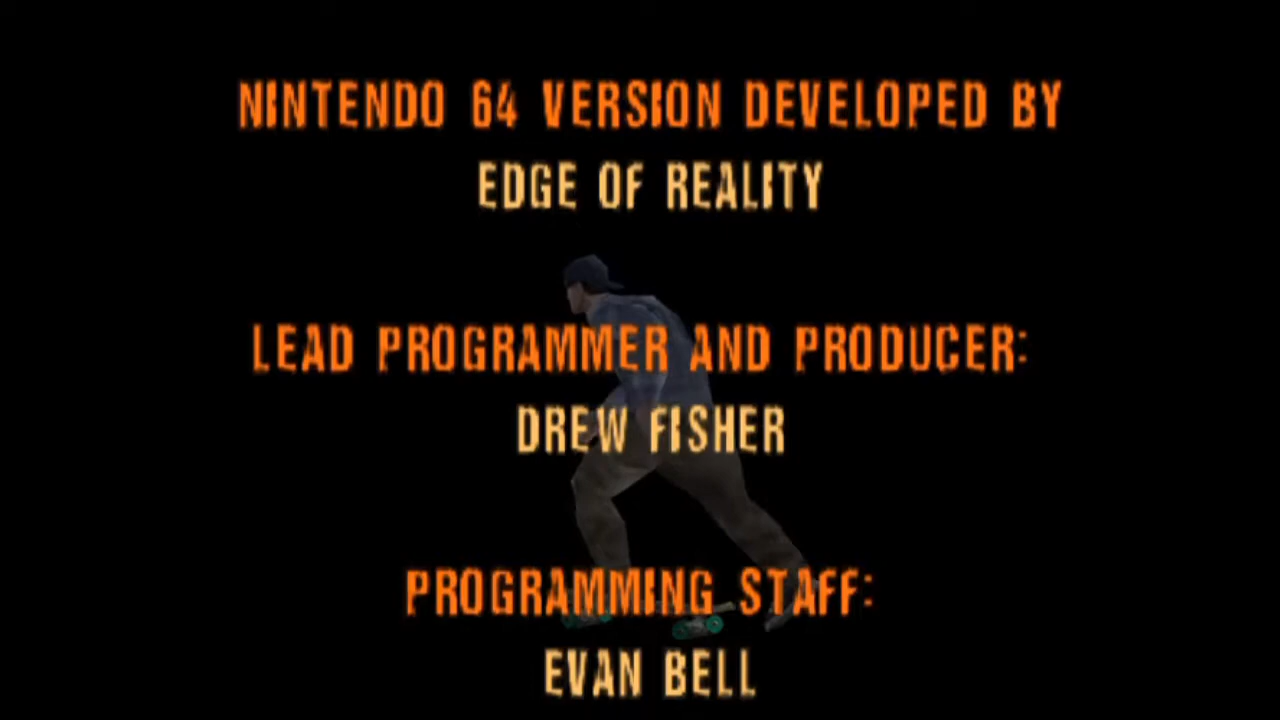 NINTENDO 64 VERSION DEVELOPED BY
EDGE OF REALITY
LEAD PROGRAMMER AND PRODUCER:
DREW FISHER
PROGRAMMING STAFF:
EVAN BELL